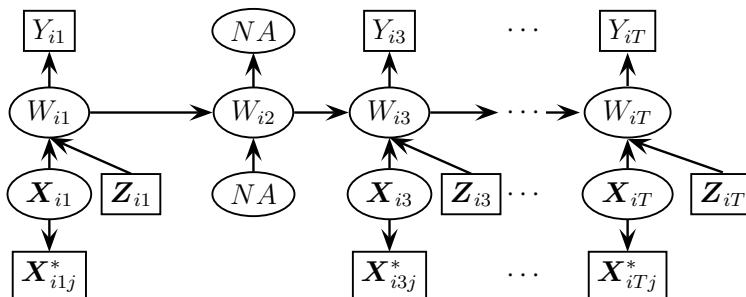 Y_{i1} NA Y_{i3} ⋯ Y_{iT}
W_{i1} W_{i2} W_{i3} ⋯ W_{iT}
X_{i1} Z_{i1} NA X_{i3} Z_{i3} ⋯ X_{iT} Z_{iT}
X^*_{i1j} X^*_{i3j} ⋯ X^*_{iTj}